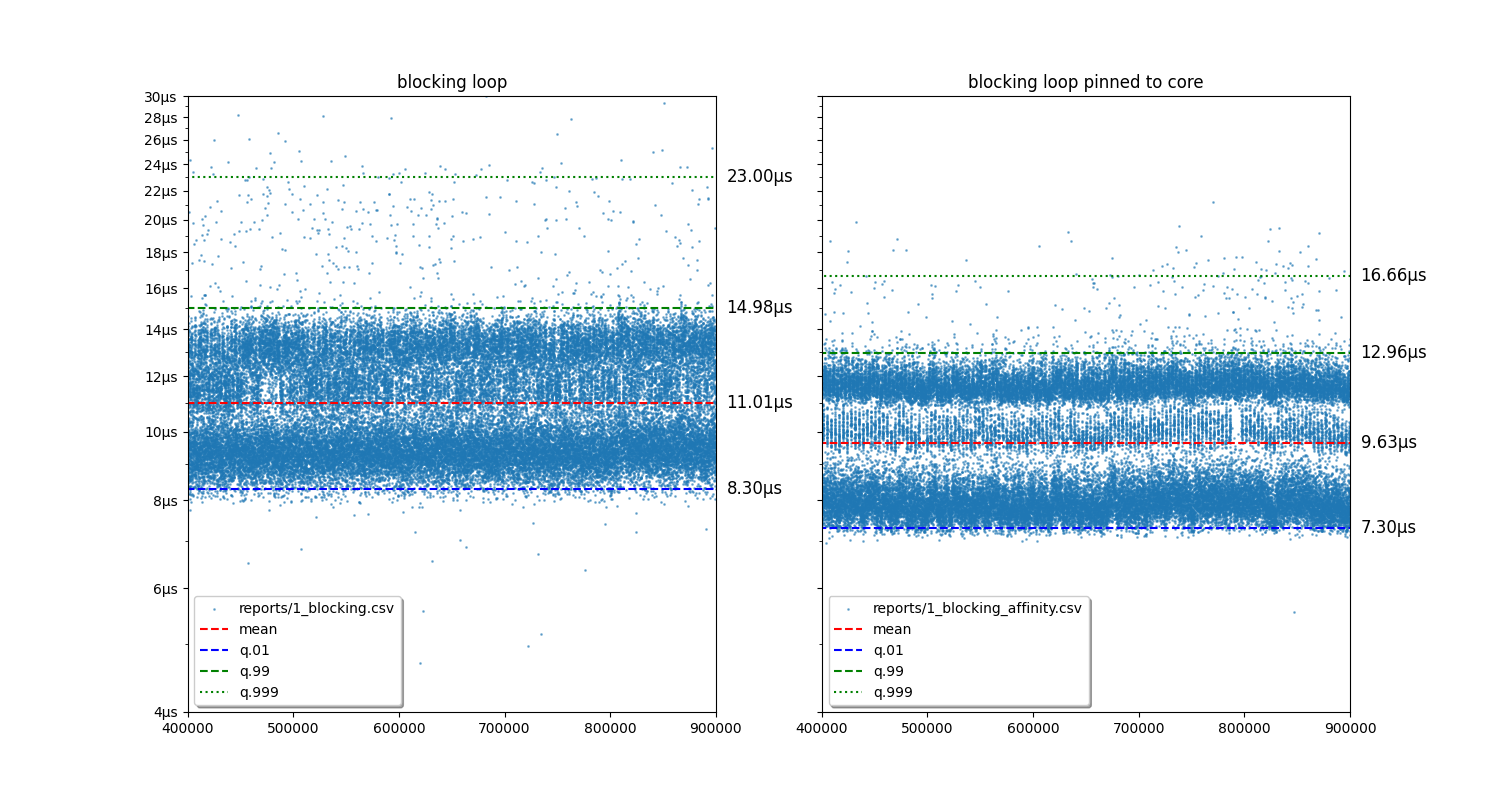 blocking loop
30µs
28µs
26µs
24µs
22µs
20µs
18µs
16µs
14µs
12µs
10µs
8µs
6µs
4µs
23.00µs
14.98µs
11.01µs
8.30µs
reports/1_blocking.csv
mean
q.01
q.99
q.999
400000 500000 600000 700000 800000 900000
blocking loop pinned to core
16.66µs
12.96µs
9.63µs
7.30µs
reports/1_blocking_affinity.csv
mean
q.01
q.99
q.999
400000 500000 600000 700000 800000 900000